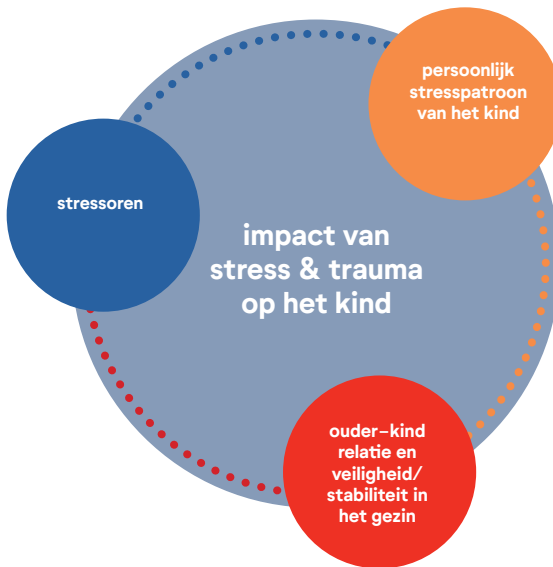 persoonlijk
stresspatroon
van het kind
stressoren
impact van
stress & trauma
op het kind
ouder–kind
relatie en
veiligheid/
stabiliteit in
het gezin